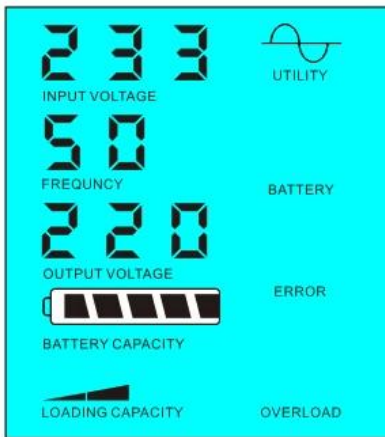 233
UTILITY
INPUT VOLTAGE
50
FREQUNCY
BATTERY
220
OUTPUT VOLTAGE
ERROR
BATTERY CAPACITY
LOADING CAPACITY
OVERLOAD